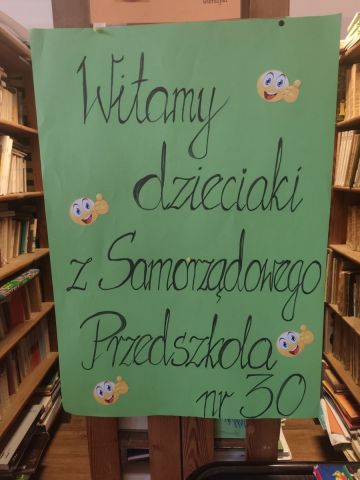 Witamy
dzieciaki
z Samorządowego
Przedszkola
nr 30